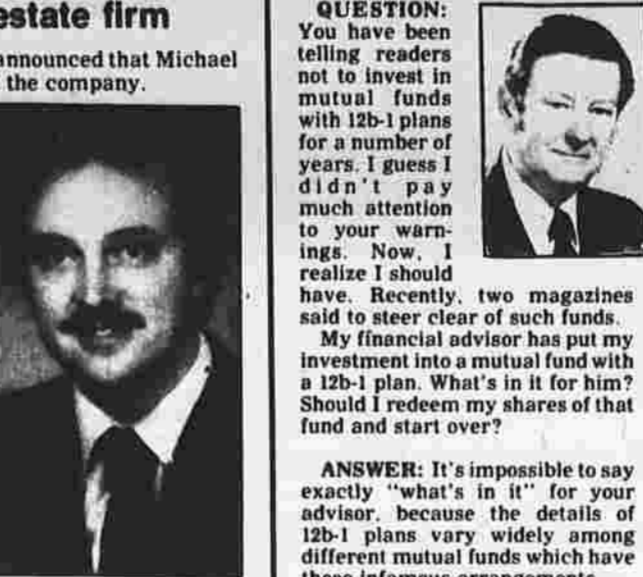 estate firm
announced that Michael
the company.
QUESTION:
You have been
telling readers
not to invest in
mutual funds
with 12b-1 plans
for a number of
years. I guess I
didn't pay
much attention
to your warn-
ings. Now, I
realize I should
have. Recently, two magazines
said to steer clear of such funds.
My financial advisor has put my
investment into a mutual fund with
a 12b-1 plan. What's in it for him?
Should I redeem my shares of that
fund and start over?
ANSWER: It's impossible to say
exactly "what's in it" for your
advisor, because the details of
12b-1 plans vary widely among
different mutual funds which have
these infamous arrangements.